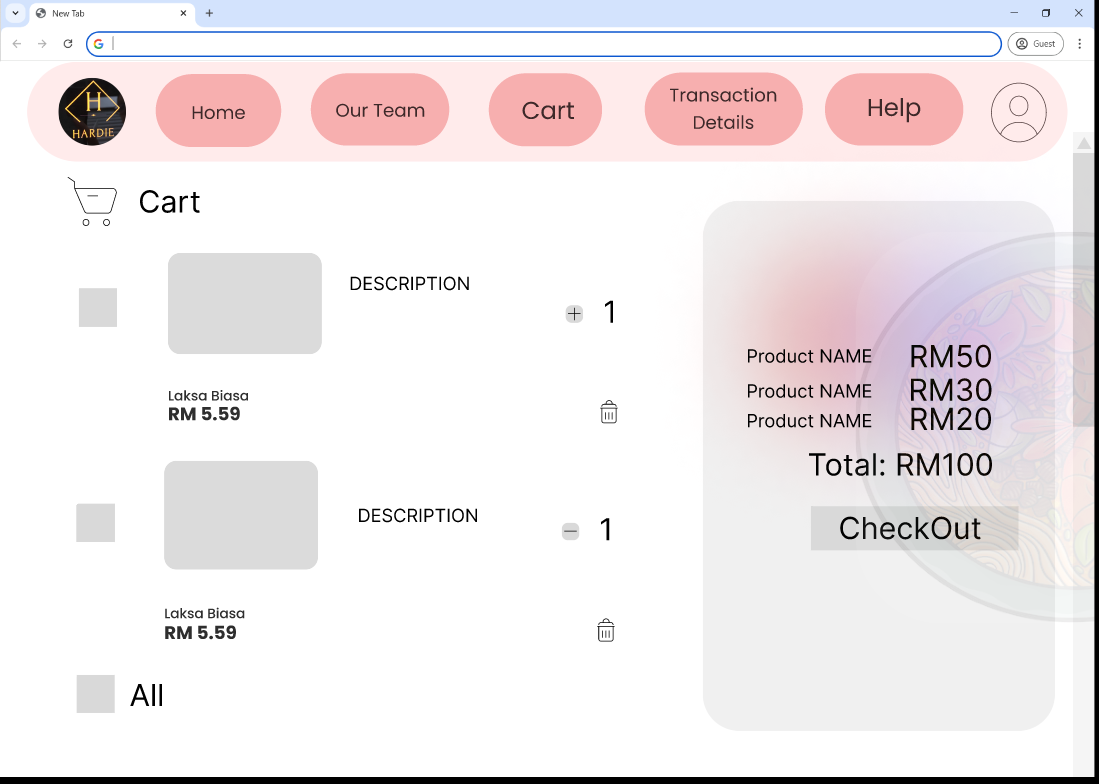 New Tab
Guest
H
HARDIE
Home
Our Team
Cart
Transaction
Details
Help
Cart
DESCRIPTION
1
Laksa Biasa
RM 5.59
DESCRIPTION
1
Laksa Biasa
RM 5.59
All
Product NAME RM50
Product NAME RM30
Product NAME RM20
Total: RM100
CheckOut